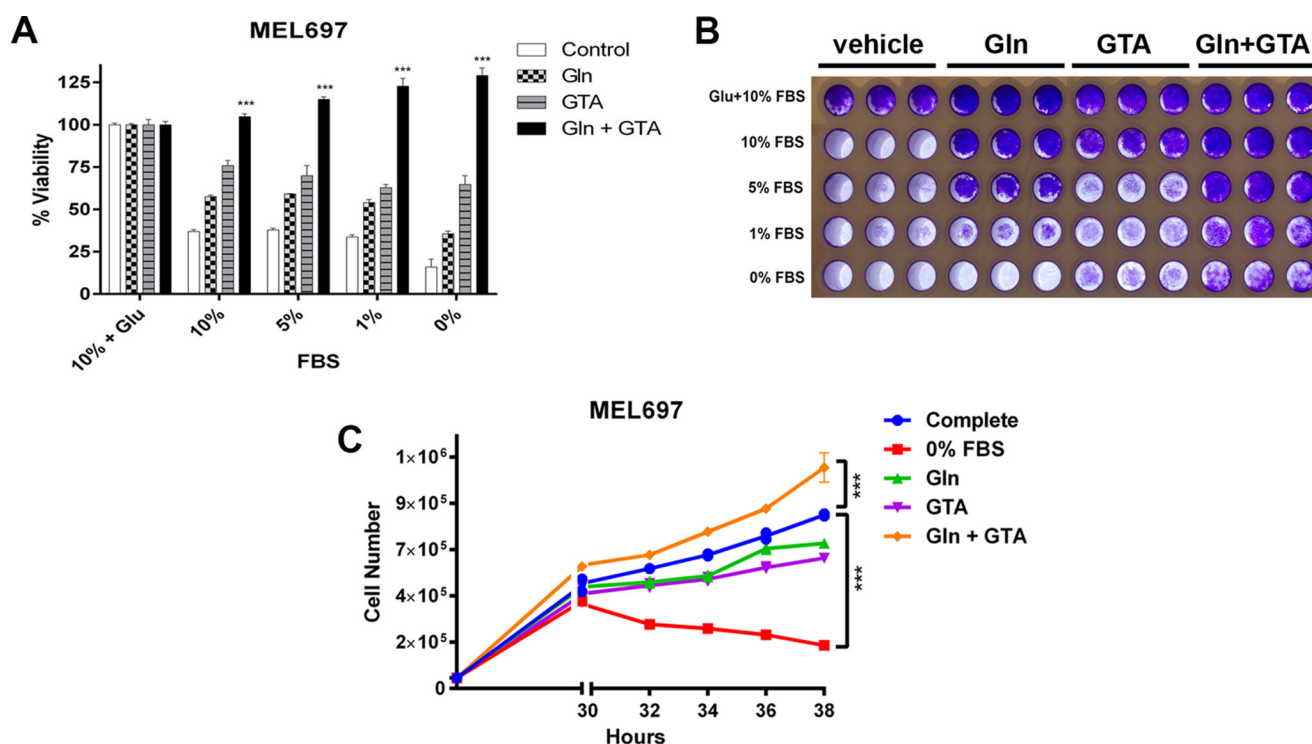 A
MEL697
Control
Gln
GTA
Gln + GTA
% Viability
125
100
75
50
25
0
***
***
***
***
10% + Glu
10%
5%
1%
0%
FBS
B
vehicle
Gln
GTA
Gln+GTA
Glu+10% FBS
10% FBS
5% FBS
1% FBS
0% FBS
C
MEL697
Complete
0% FBS
Gln
GTA
Gln + GTA
Cell Number
1×10⁶
9×10⁵
7×10⁵
4×10⁵
2×10⁵
0
***
***
30
32
34
36
38
Hours